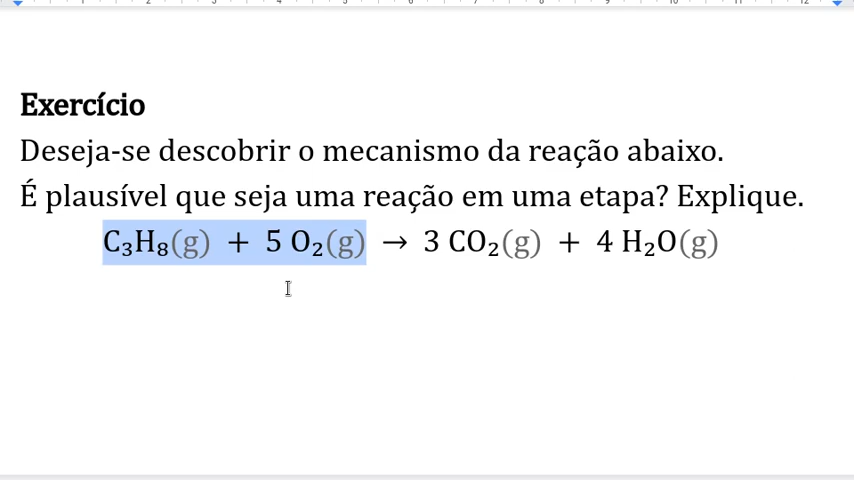 Exercício
Deseja-se descobrir o mecanismo da reação abaixo.
É plausível que seja uma reação em uma etapa? Explique.
C₃H₈(g) + 5 O₂(g) → 3 CO₂(g) + 4 H₂O(g)